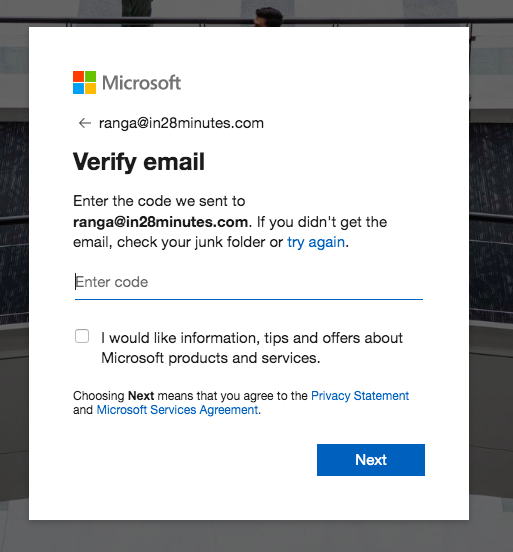 Microsoft
ranga@in28minutes.com
Verify email
Enter the code we sent to
ranga@in28minutes.com. If you didn't get the
email, check your junk folder or try again.
Enter code
I would like information, tips and offers about
Microsoft products and services.
Choosing Next means that you agree to the Privacy Statement
and Microsoft Services Agreement.
Next